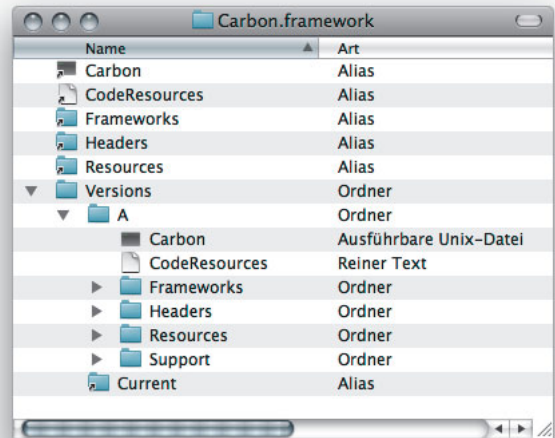 Carbon.framework
Name Art
Carbon Alias
CodeResources Alias
Frameworks Alias
Headers Alias
Resources Alias
Versions Ordner
A Ordner
Carbon Ausführbare Unix-Datei
CodeResources Reiner Text
Frameworks Ordner
Headers Ordner
Resources Ordner
Support Ordner
Current Alias